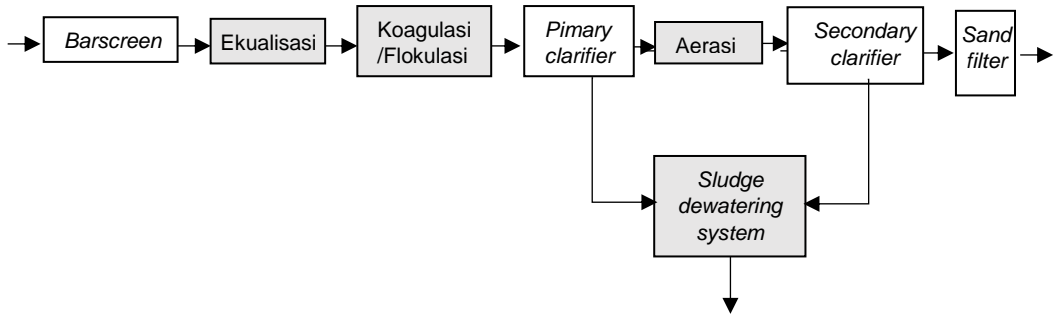 Barscreen
Ekualisasi
Koagulasi
/Flokulasi
Pimary
clarifier
Aerasi
Secondary
clarifier
Sand
filter
Sludge
dewatering
system